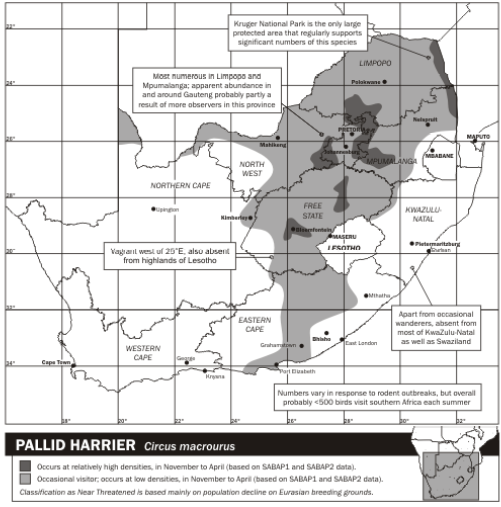 Kruger National Park is the only large
protected area that regularly supports
significant numbers of this species
22°
LIMPOPO
24°
Most numerous in Limpopo and
Mpumalanga; apparent abundance in
and around Gauteng probably partly a
result of more observers in this province
Polokwane
Nelspruit
PRETORIA
MAPUTO
26°
Mahikeng
Johannesburg
MPUMALANGA
MBABANE
NORTH
WEST
NORTHERN CAPE
28°
Upington
Kimberley
FREE
STATE
KWAZULU-
NATAL
Bloemfontein
MASERU
LESOTHO
Pietermaritzburg
Durban
Vagrant west of 25°E, also absent
from highlands of Lesotho
30°
Mthatha
Apart from occasional
wanderers, absent from
most of KwaZulu-Natal
as well as Swaziland
32°
EASTERN
CAPE
WESTERN
CAPE
Bhisho
Grahamstown
East London
George
Cape Town
34°
Knysna
Port Elizabeth
Numbers vary in response to rodent outbreaks, but overall
probably <500 birds visit southern Africa each summer
18° 20° 22° 24° 26° 28° 30° 32°
PALLID HARRIER Circus macrourus
Occurs at relatively high densities, in November to April (based on SABAP1 and SABAP2 data).
Occasional visitor; occurs at low densities, in November to April (based on SABAP1 and SABAP2 data).
Classification as Near Threatened is based mainly on population decline on Eurasian breeding grounds.